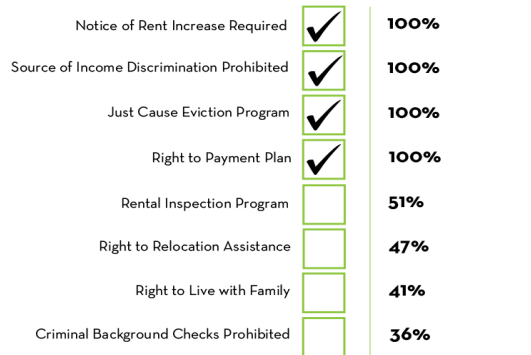 Notice of Rent Increase Required 100%
Source of Income Discrimination Prohibited 100%
Just Cause Eviction Program 100%
Right to Payment Plan 100%
Rental Inspection Program 51%
Right to Relocation Assistance 47%
Right to Live with Family 41%
Criminal Background Checks Prohibited 36%